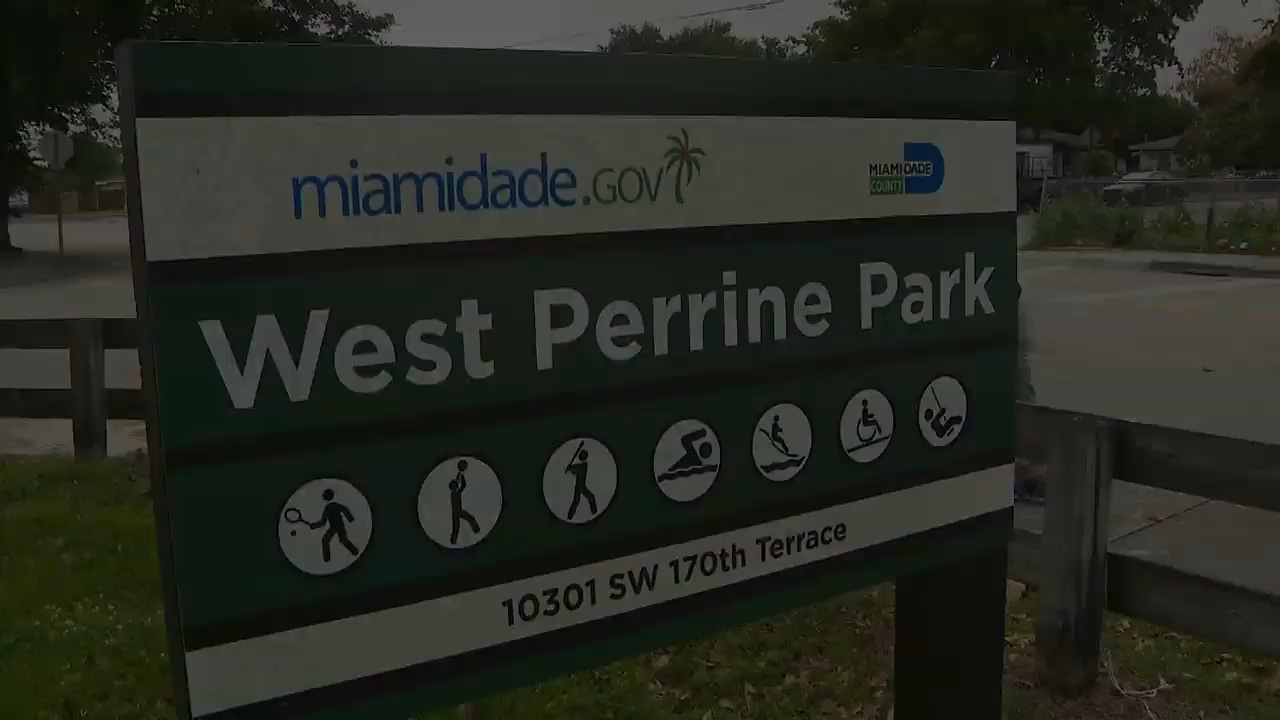 miamidade.GOV
MIAMIDADE
COUNTY
West Perrine Park
10301 SW 170th Terrace